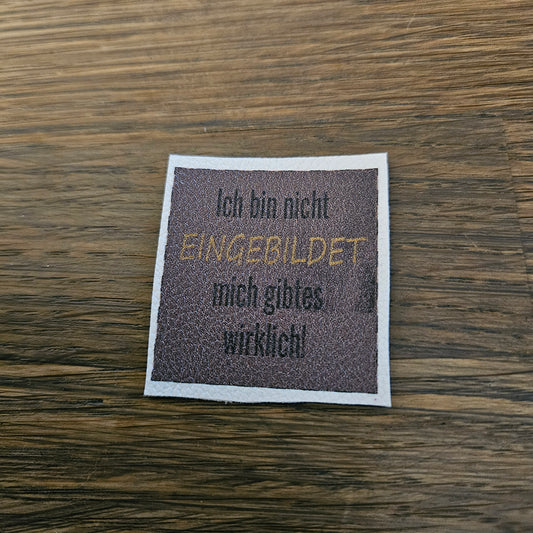 Ich bin nicht
EINGEBILDET
mich gibtes
wirklich!